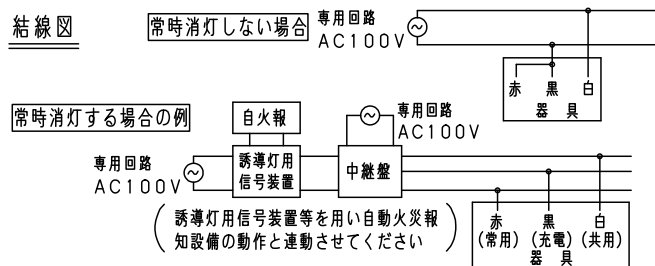 結線図
常時消灯しない場合
専用回路
AC100V
赤 黒 白
器具
常時消灯する場合の例
自火報
専用回路
AC100V
専用回路
AC100V
誘導灯用
信号装置
中継盤
誘導灯用信号装置等を用い自動火災報
知設備の動作と連動させてください
赤 黒 白
(常用) (充電) (共用)
器具